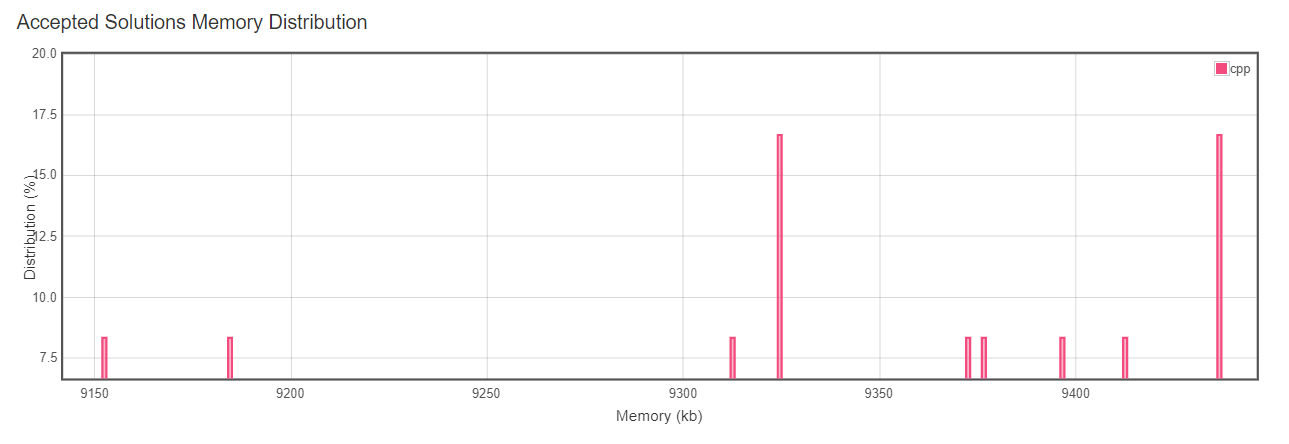 Accepted Solutions Memory Distribution
20.0
cpp
17.5
15.0
12.5
10.0
7.5
Distribution (%)
9150 9200 9250 9300 9350 9400
Memory (kb)